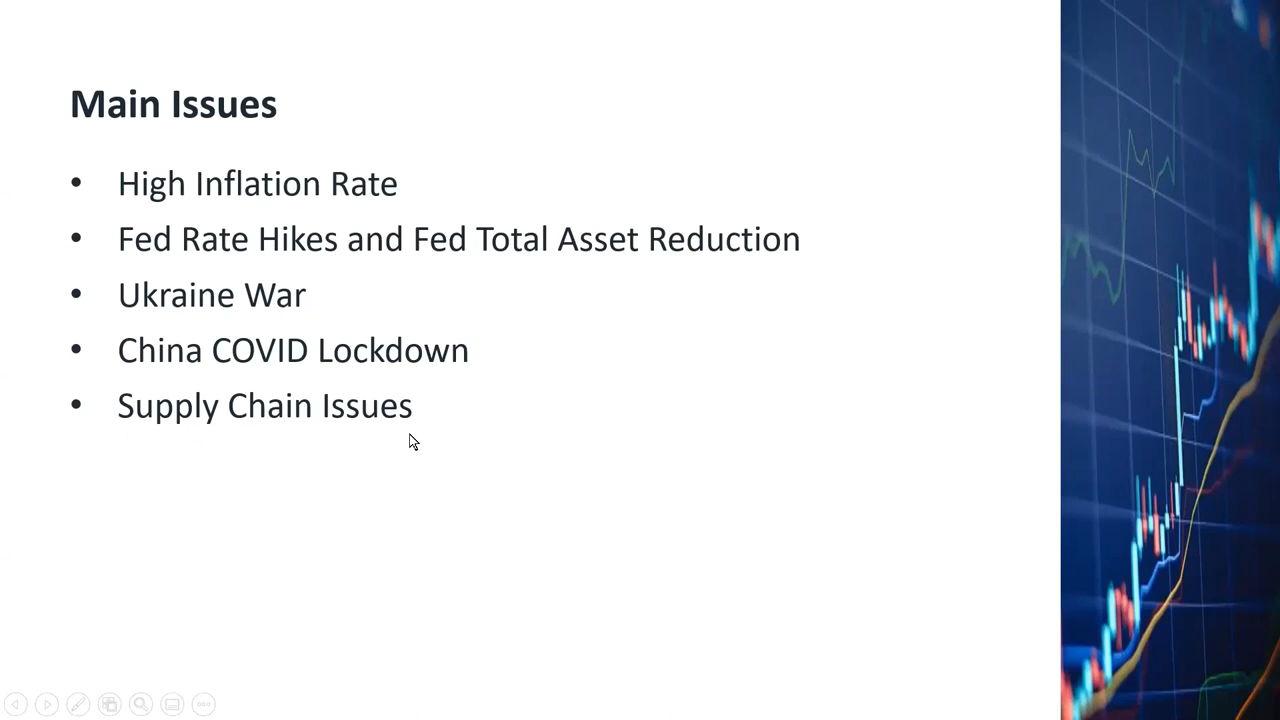 Main Issues
• High Inflation Rate
• Fed Rate Hikes and Fed Total Asset Reduction
• Ukraine War
• China COVID Lockdown
• Supply Chain Issues